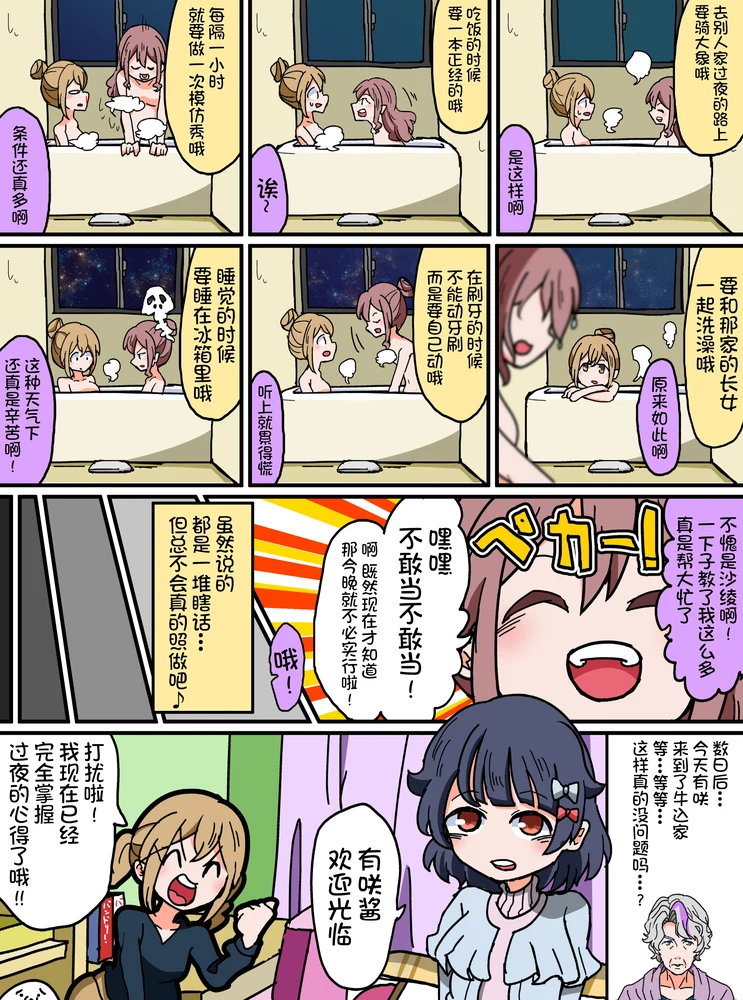 去别人家过夜的路上
要骑大象哦
是这样啊
吃饭的时候
要一本正经的哦
诶~
每隔一小时
就要做一次模仿秀哦
条件还真多啊
要和那家的长女
一起洗澡哦
原来如此啊
在刷牙的时候
不能动牙刷
而是要自己动哦
听上就累得慌
睡觉的时候
要睡在冰箱里哦
这种天气下
还真是辛苦啊！
不愧是沙绫啊！
一下子教了我这么多
真是帮大忙了
ペカー！
嘿嘿
不敢当不敢当！
啊 既然现在才知道
那今晚就不必实行啦！
哦！
虽然说的
都是一堆瞎话…
但总不会真的照做吧♪
数日后…
今天有咲
来到了牛込家
等…等等…
这样真的没问题吗…？
有咲酱
欢迎光临
打扰啦！
我现在已经
完全掌握
过夜的心得了哦!!
バンドリー!